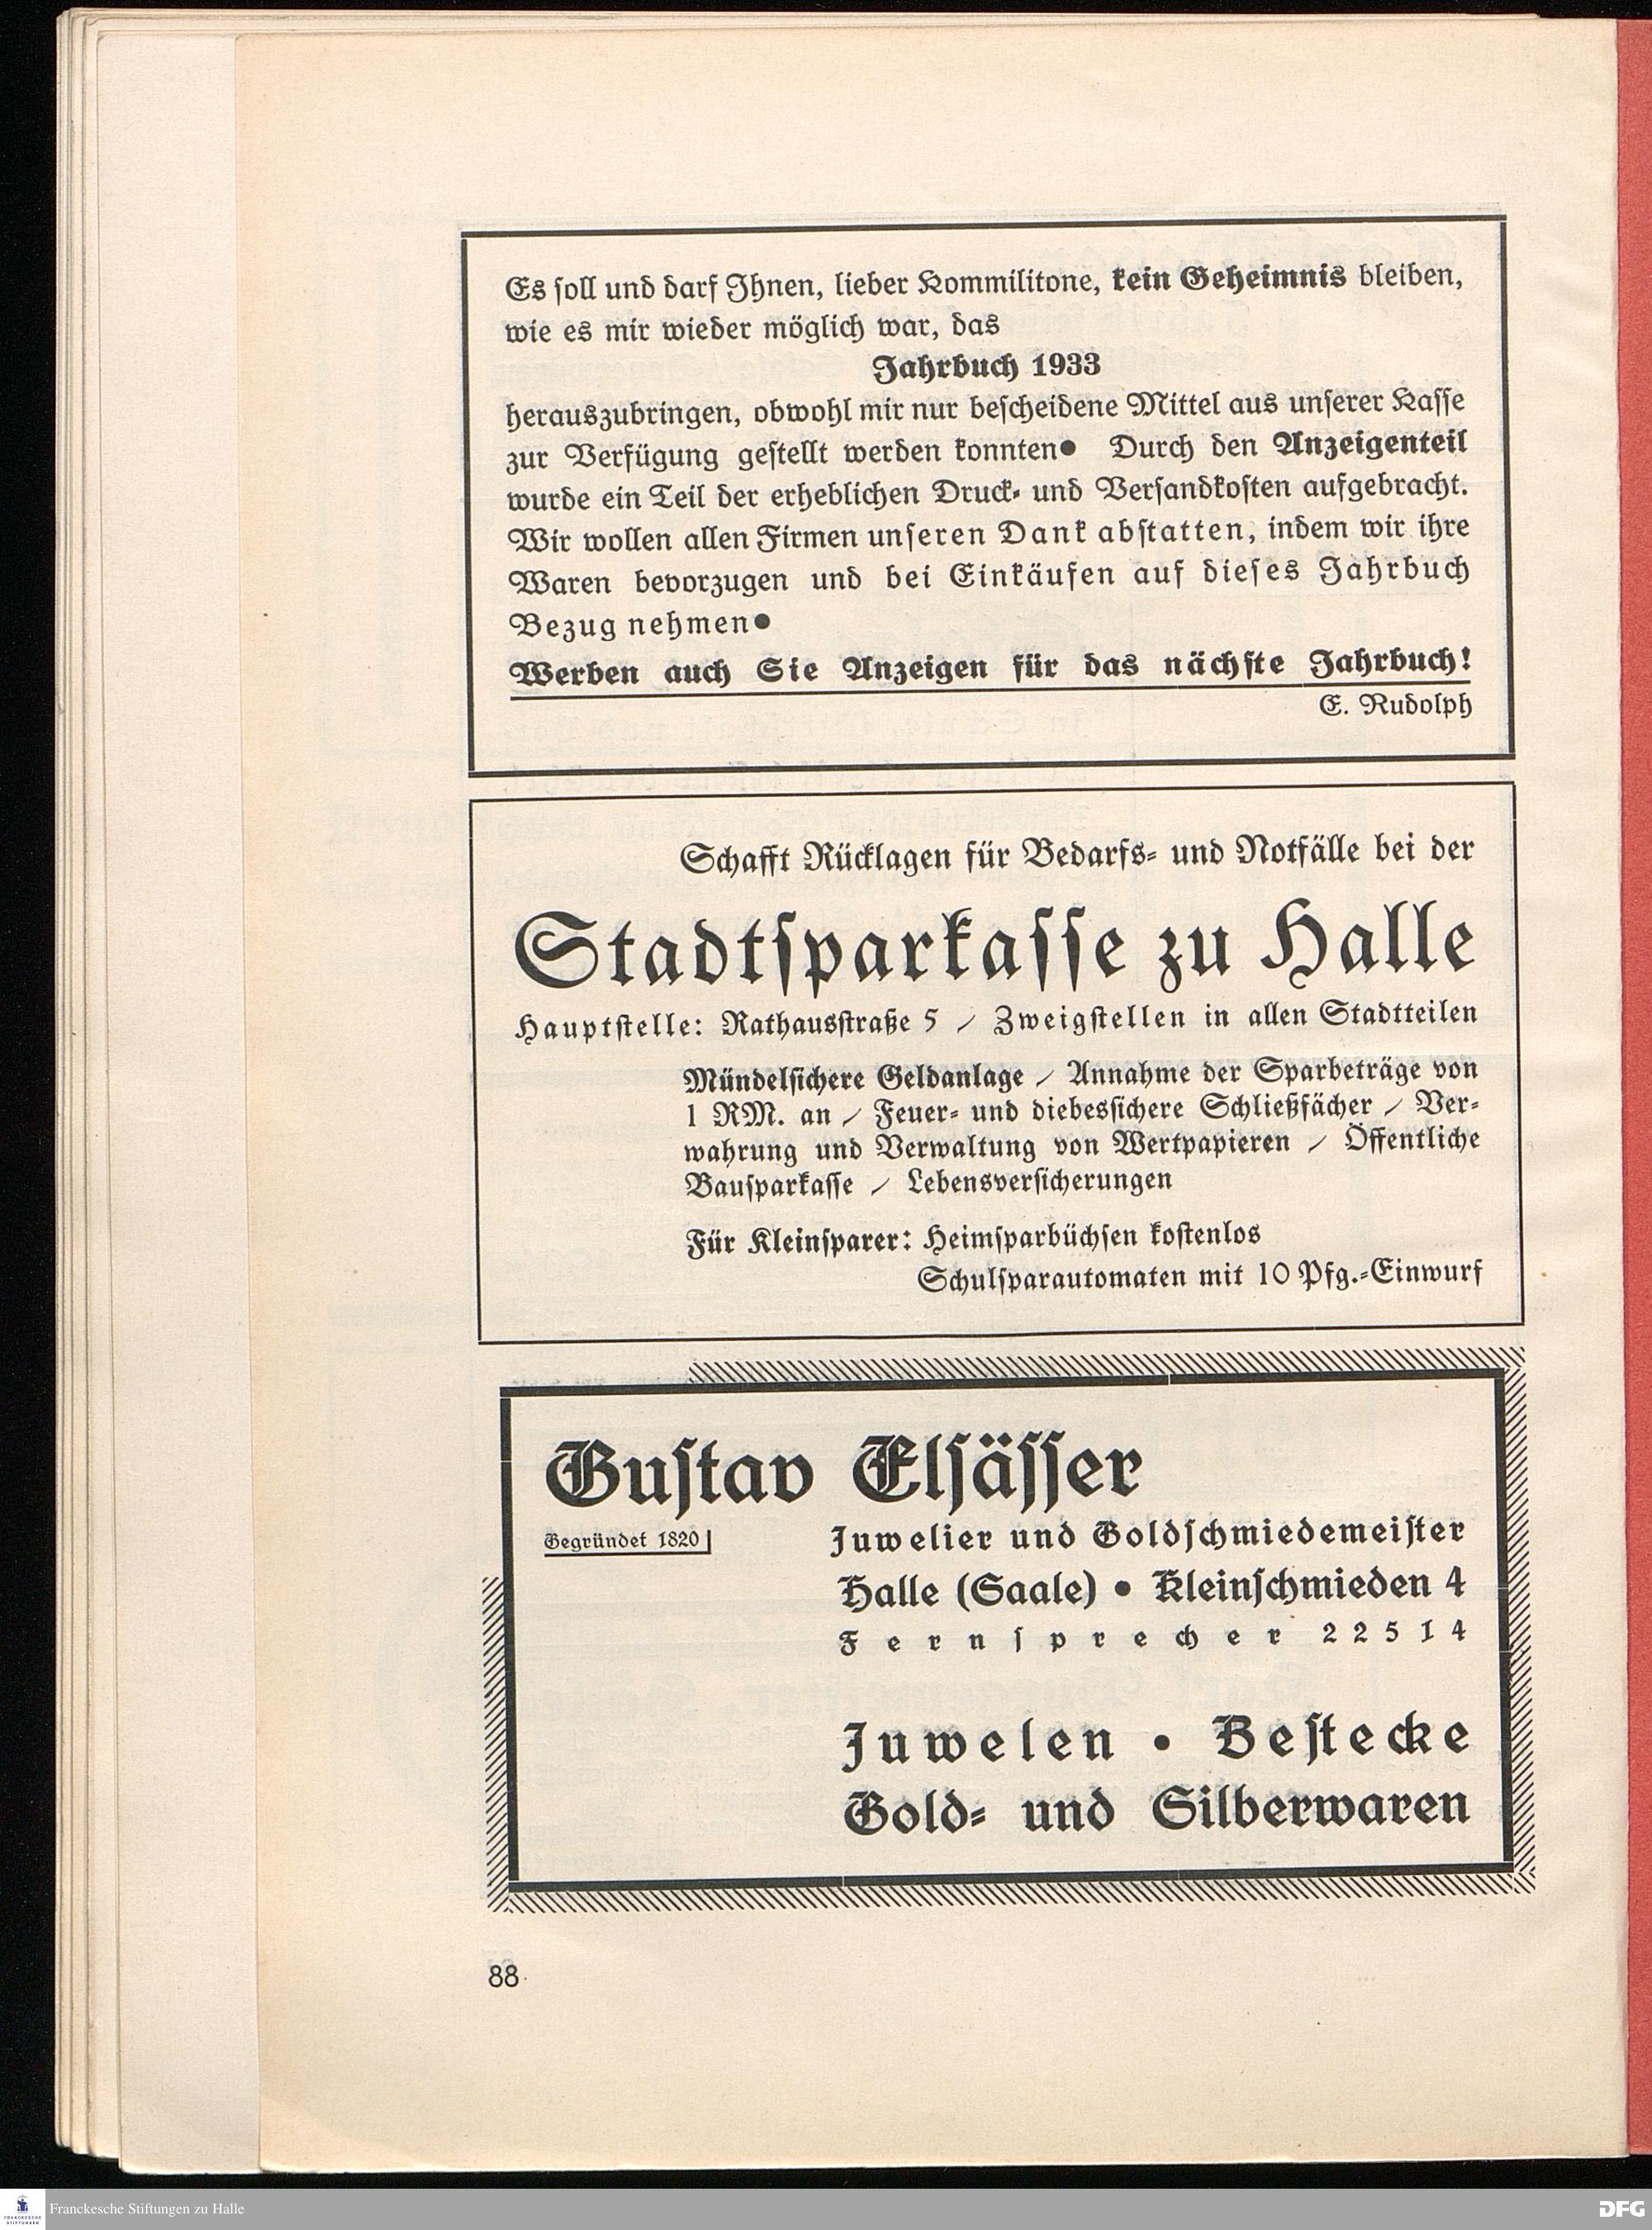 Es soll und darf Ihnen, lieber Kommilitone, kein Geheimnis bleiben,
wie es mir wieder möglich war, das
Jahrbuch 1933
herauszubringen, obwohl mir nur bescheidene Mittel aus unserer Kasse
zur Verfügung gestellt werden konnten● Durch den Anzeigenteil
wurde ein Teil der erheblichen Druck- und Versandkosten aufgebracht.
Wir wollen allen Firmen unseren Dank abstatten, indem wir ihre
Waren bevorzugen und bei Einkäufen auf dieses Jahrbuch
Bezug nehmen●
Werben auch Sie Anzeigen für das nächste Jahrbuch!
E. Rudolph
Schafft Rücklagen für Bedarfs- und Notfälle bei der
Stadtsparkasse zu Halle
Hauptstelle: Rathausstraße 5 / Zweigstellen in allen Stadtteilen
Mündelsichere Geldanlage / Annahme der Sparbeträge von
1 RM. an / Feuer- und diebessichere Schließfächer / Ver-
wahrung und Verwaltung von Wertpapieren / Öffentliche
Bausparkasse / Lebensversicherungen
Für Kleinsparer: Heimsparbüchsen kostenlos
Schulsparautomaten mit 10 Pfg.-Einwurf
Gustav Elsässer
Gegründet 1820
Juwelier und Goldschmiedemeister
Halle (Saale) • Kleinschmieden 4
Fernsprecher 22514
Juwelen • Bestecke
Gold- und Silberwaren
88
Franckesche Stiftungen zu Halle
DFG